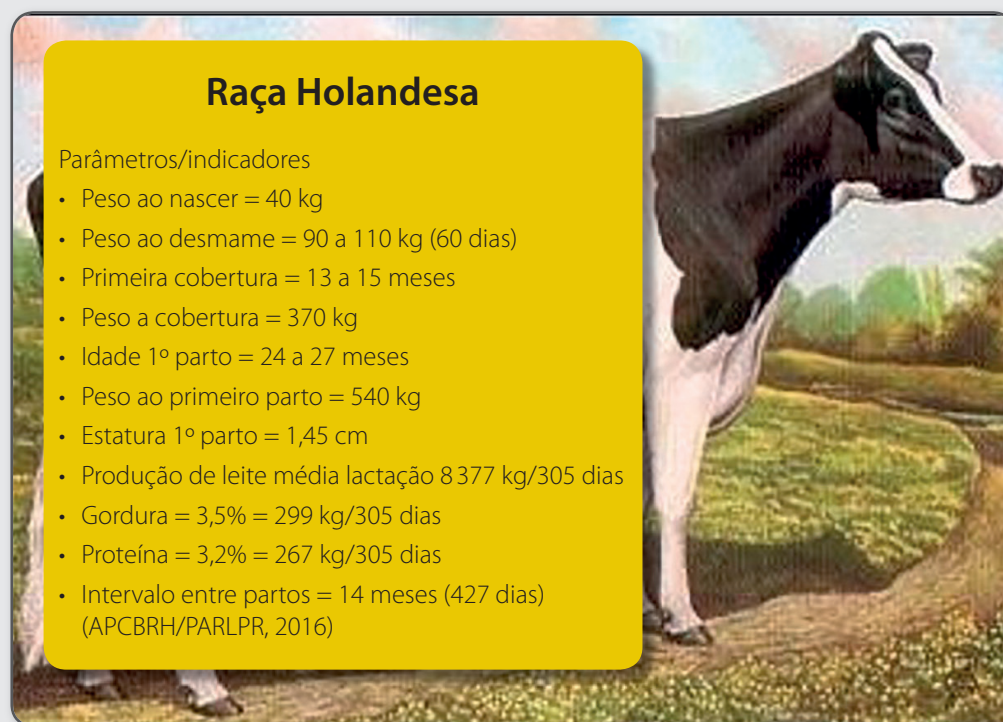 Raça Holandesa
Parâmetros/indicadores
• Peso ao nascer = 40 kg
• Peso ao desmame = 90 a 110 kg (60 dias)
• Primeira cobertura = 13 a 15 meses
• Peso a cobertura = 370 kg
• Idade 1º parto = 24 a 27 meses
• Peso ao primeiro parto = 540 kg
• Estatura 1º parto = 1,45 cm
• Produção de leite média lactação 8 377 kg/305 dias
• Gordura = 3,5% = 299 kg/305 dias
• Proteína = 3,2% = 267 kg/305 dias
• Intervalo entre partos = 14 meses (427 dias)
(APCBRH/PARLPR, 2016)